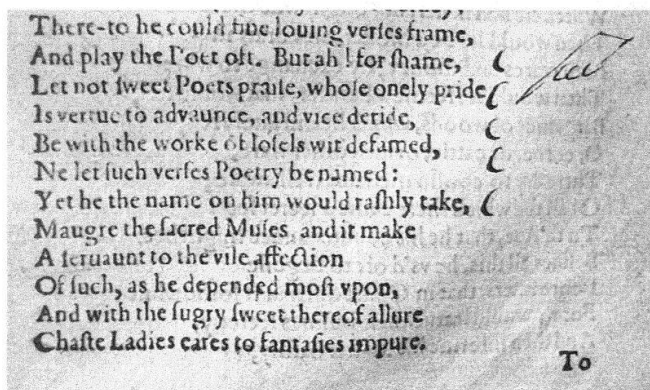 There-to he could fine louing verſes frame,
And play the Poet oft. But ah! for ſhame,
Let not ſweet Poets praiſe, whoſe onely pride
Is vertue to advaunce, and vice deride,
Be with the worke of loſels wit defamed,
Ne let ſuch verſes Poetry be named:
Yet he the name on him would raſhly take,
Maugre the ſacred Muſes, and it make
A ſeruaunt to the vile affection
Of ſuch, as he depended moſt vpon,
And with the ſugry ſweet thereof allure
Chaſte Ladies eares to fantaſies impure.
To